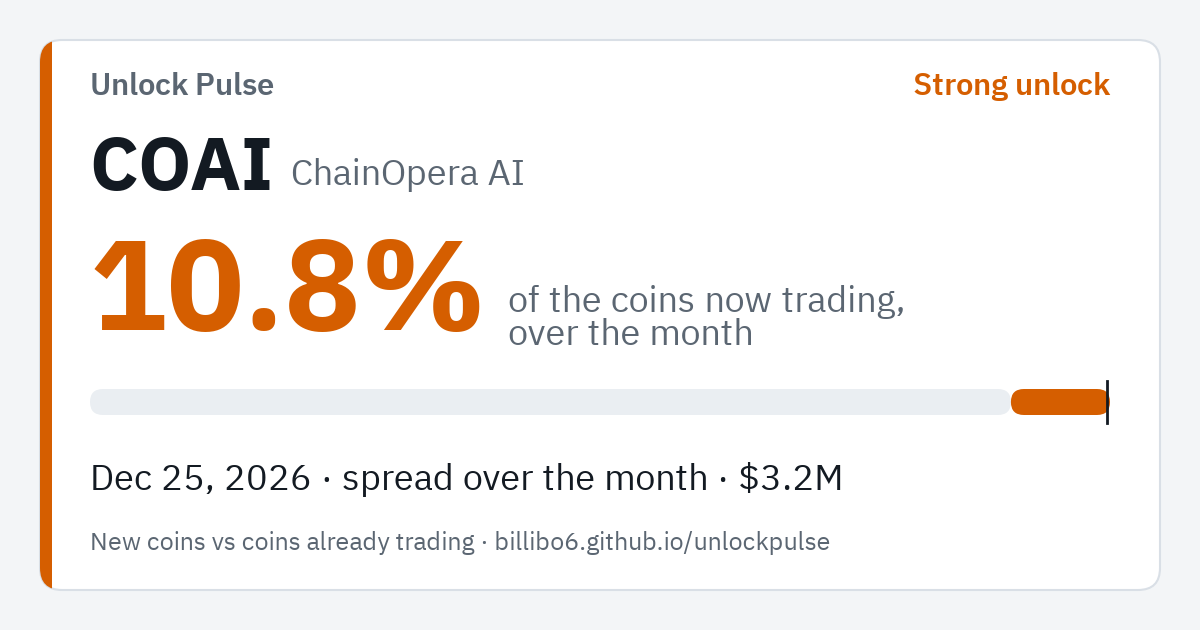 Unlock Pulse
Strong unlock
COAI ChainOpera AI
10.8% of the coins now trading,
over the month
Dec 25, 2026 · spread over the month · $3.2M
New coins vs coins already trading · billibo6.github.io/unlockpulse